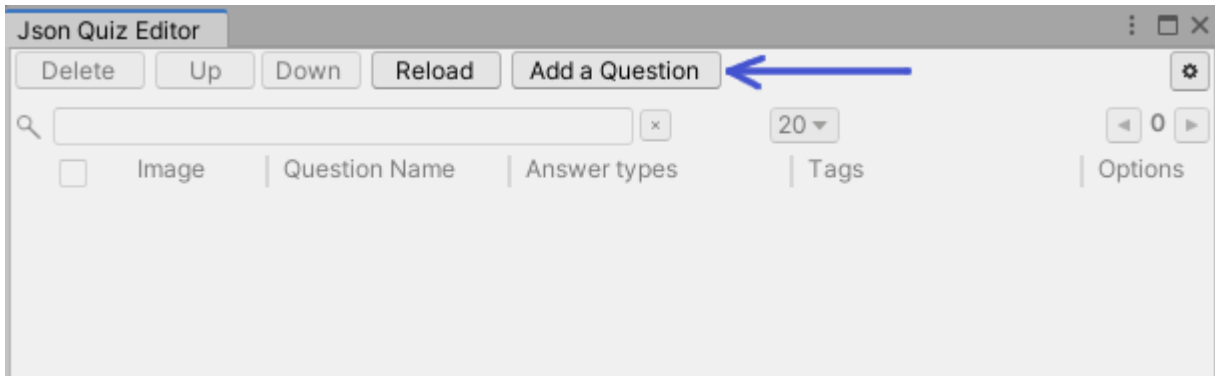 Json Quiz Editor
Delete Up Down Reload Add a Question
20 0
Image Question Name Answer types Tags Options